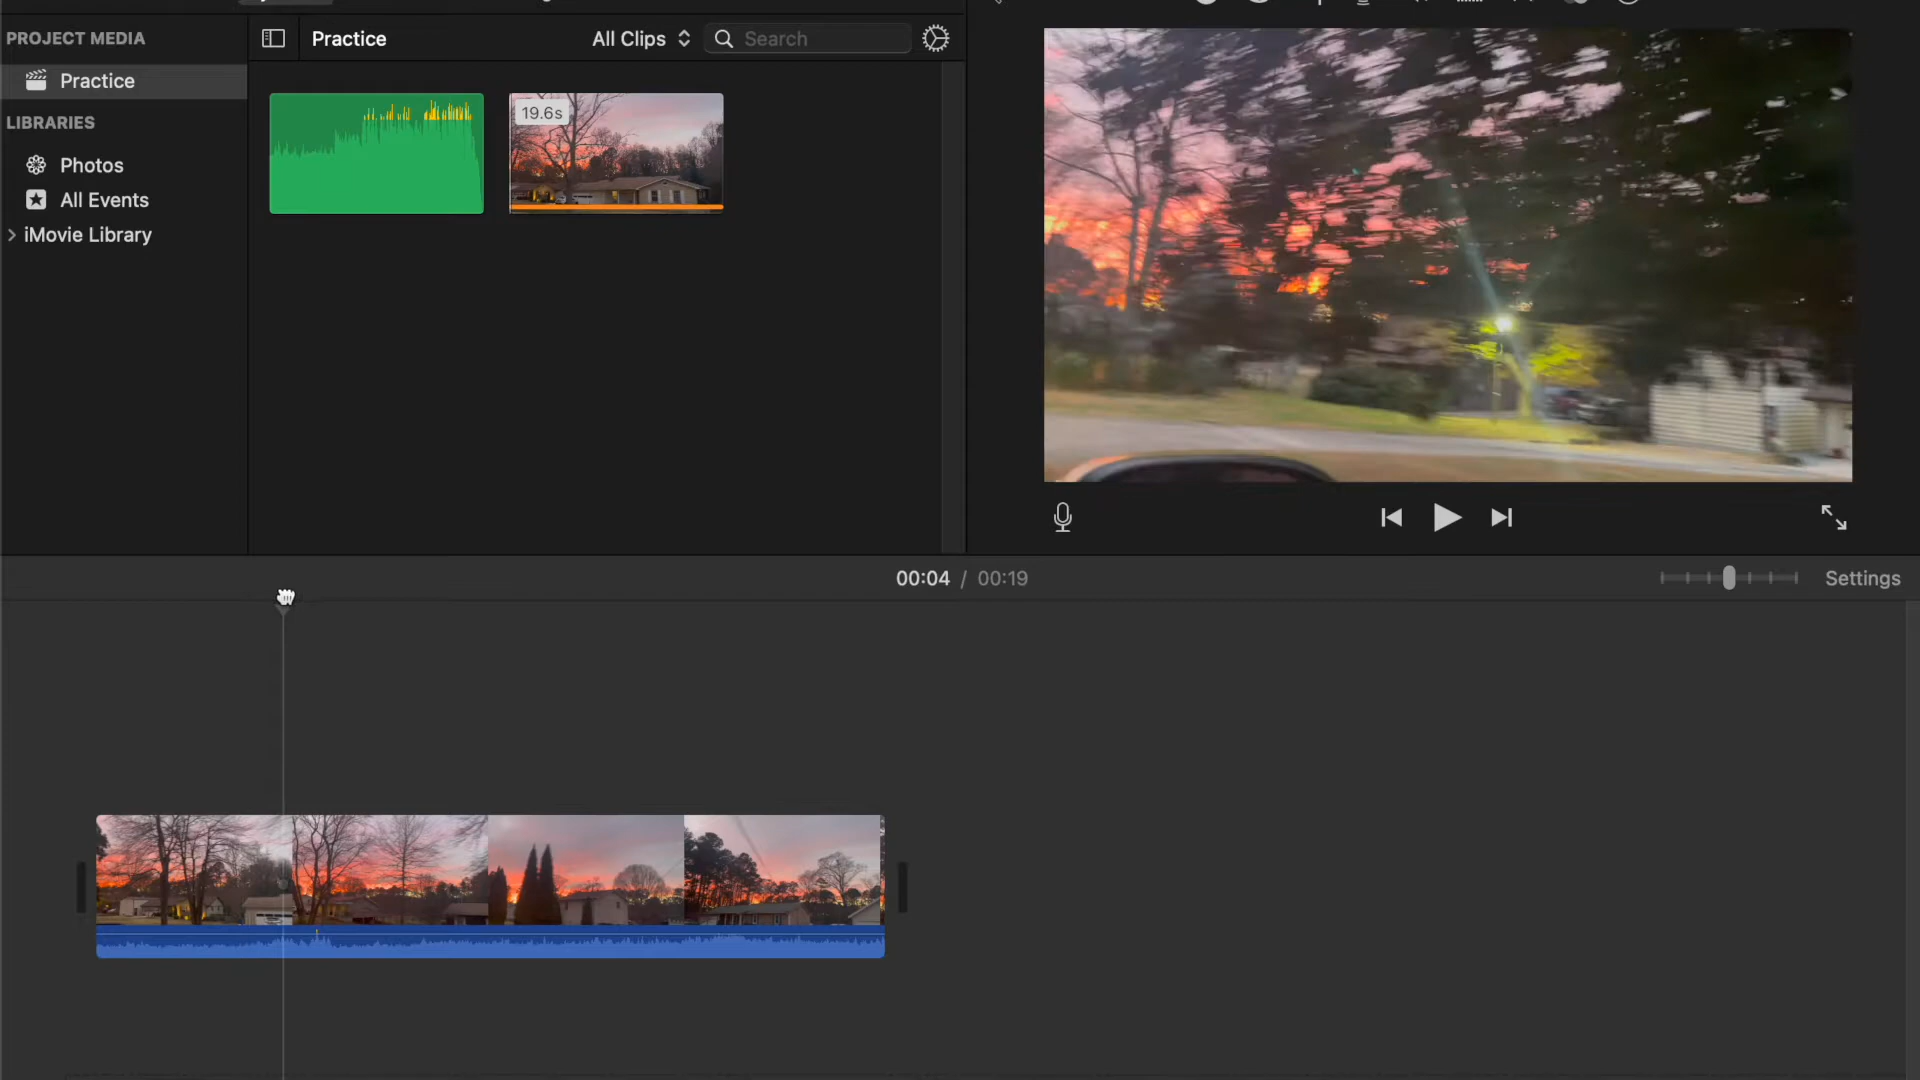 PROJECT MEDIA
Practice
LIBRARIES
Photos
All Events
iMovie Library
Practice
All Clips
Search
19.6s
00:04 / 00:19
Settings